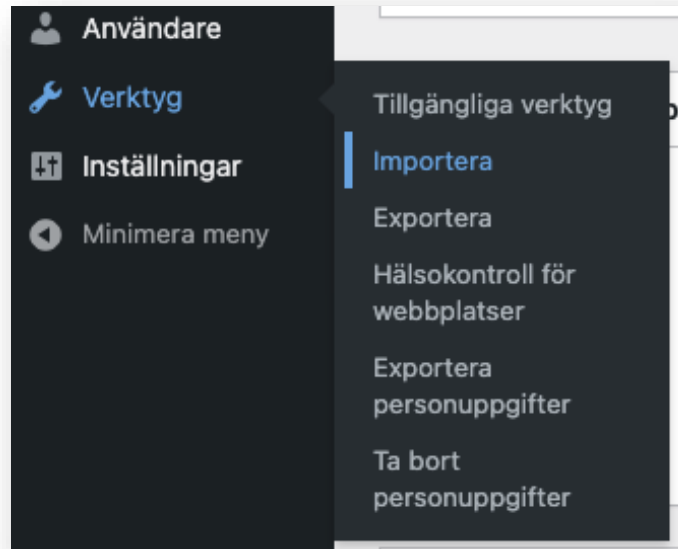 Användare
Verktyg
Inställningar
Minimera meny
Tillgängliga verktyg
Importera
Exportera
Hälsokontroll för
webbplatser
Exportera
personuppgifter
Ta bort
personuppgifter